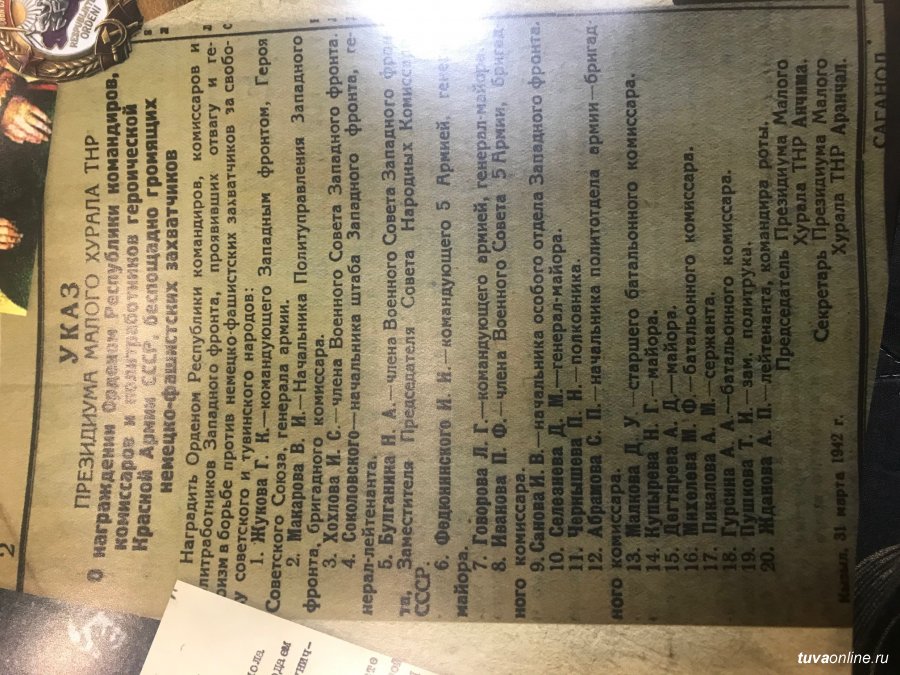 2
УКАЗ
ПРЕЗИДИУМА МАЛОГО ХУРАЛА ТНР
О награждении Орденом Республики командиров,
комиссаров и политработников героической
Красной Армии СССР, беспощадно громящих
немецко-фашистских захватчиков
Наградить Орденом Республики командиров, комиссаров и
политработников Западного фронта, проявивших отвагу и ге-
роизм в борьбе против немецко-фашистских захватчиков за свобо-
ду советского и тувинского народов:
1. Жукова Г. К.—командующего Западным фронтом, Героя
Советского Союза, генерала армии.
2. Макарова В. И.—Начальника Политуправления Западного
фронта, бригадного комиссара.
3. Хохлова И. С.—члена Военного Совета Западного фронта.
4. Соколовского—начальника штаба Западного фронта, ге-
нерал-лейтенанта.
5. Булганина Н. А.—члена Военного Совета Западного фрон-
та, Заместителя Председателя Совета Народных Комиссаров
СССР.
6. Федюнинского И. И.—командующего 5 Армией, генерал-
майора.
7. Говорова Л. Г.—командующего армией, генерал-майора.
8. Иванова П. Ф.—члена Военного Совета 5 Армии, бригад-
ного комиссара.
9. Санова И. В.—начальника особого отдела Западного фронта.
10. Селезнова Д. М.—генерал-майора.
11. Чернышева П. Н.—полковника.
12. Абрамова С. П.—начальника политотдела армии—бригад-
ного комиссара.
13. Малкова Д. У.—старшего батальонного комиссара.
14. Купырева Н. Г.—майора.
15. Дегтярева А. Д.—майора.
16. Михелева М. Ф.—батальонного комиссара.
17. Пикалова А. М.—сержанта.
18. Гурсина А. А.—батальонного комиссара.
19. Пушкова Т. И.—зам. политрука.
20. Жданова А. П.—лейтенанта, командира роты.
Председатель Президиума Малого
Хурала ТНР Анчима.
Секретарь Президиума Малого
Хурала ТНР Аранчал.
Кызыл, 31 марта 1942 г.
tuvaonline.ru